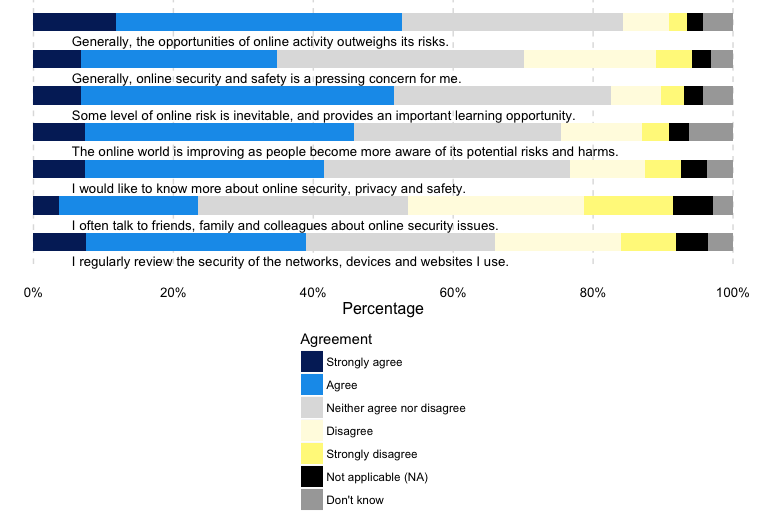 Generally, the opportunities of online activity outweighs its risks.
Generally, online security and safety is a pressing concern for me.
Some level of online risk is inevitable, and provides an important learning opportunity.
The online world is improving as people become more aware of its potential risks and harms.
I would like to know more about online security, privacy and safety.
I often talk to friends, family and colleagues about online security issues.
I regularly review the security of the networks, devices and websites I use.
0% 20% 40% 60% 80% 100%
Percentage
Agreement
Strongly agree
Agree
Neither agree nor disagree
Disagree
Strongly disagree
Not applicable (NA)
Don't know